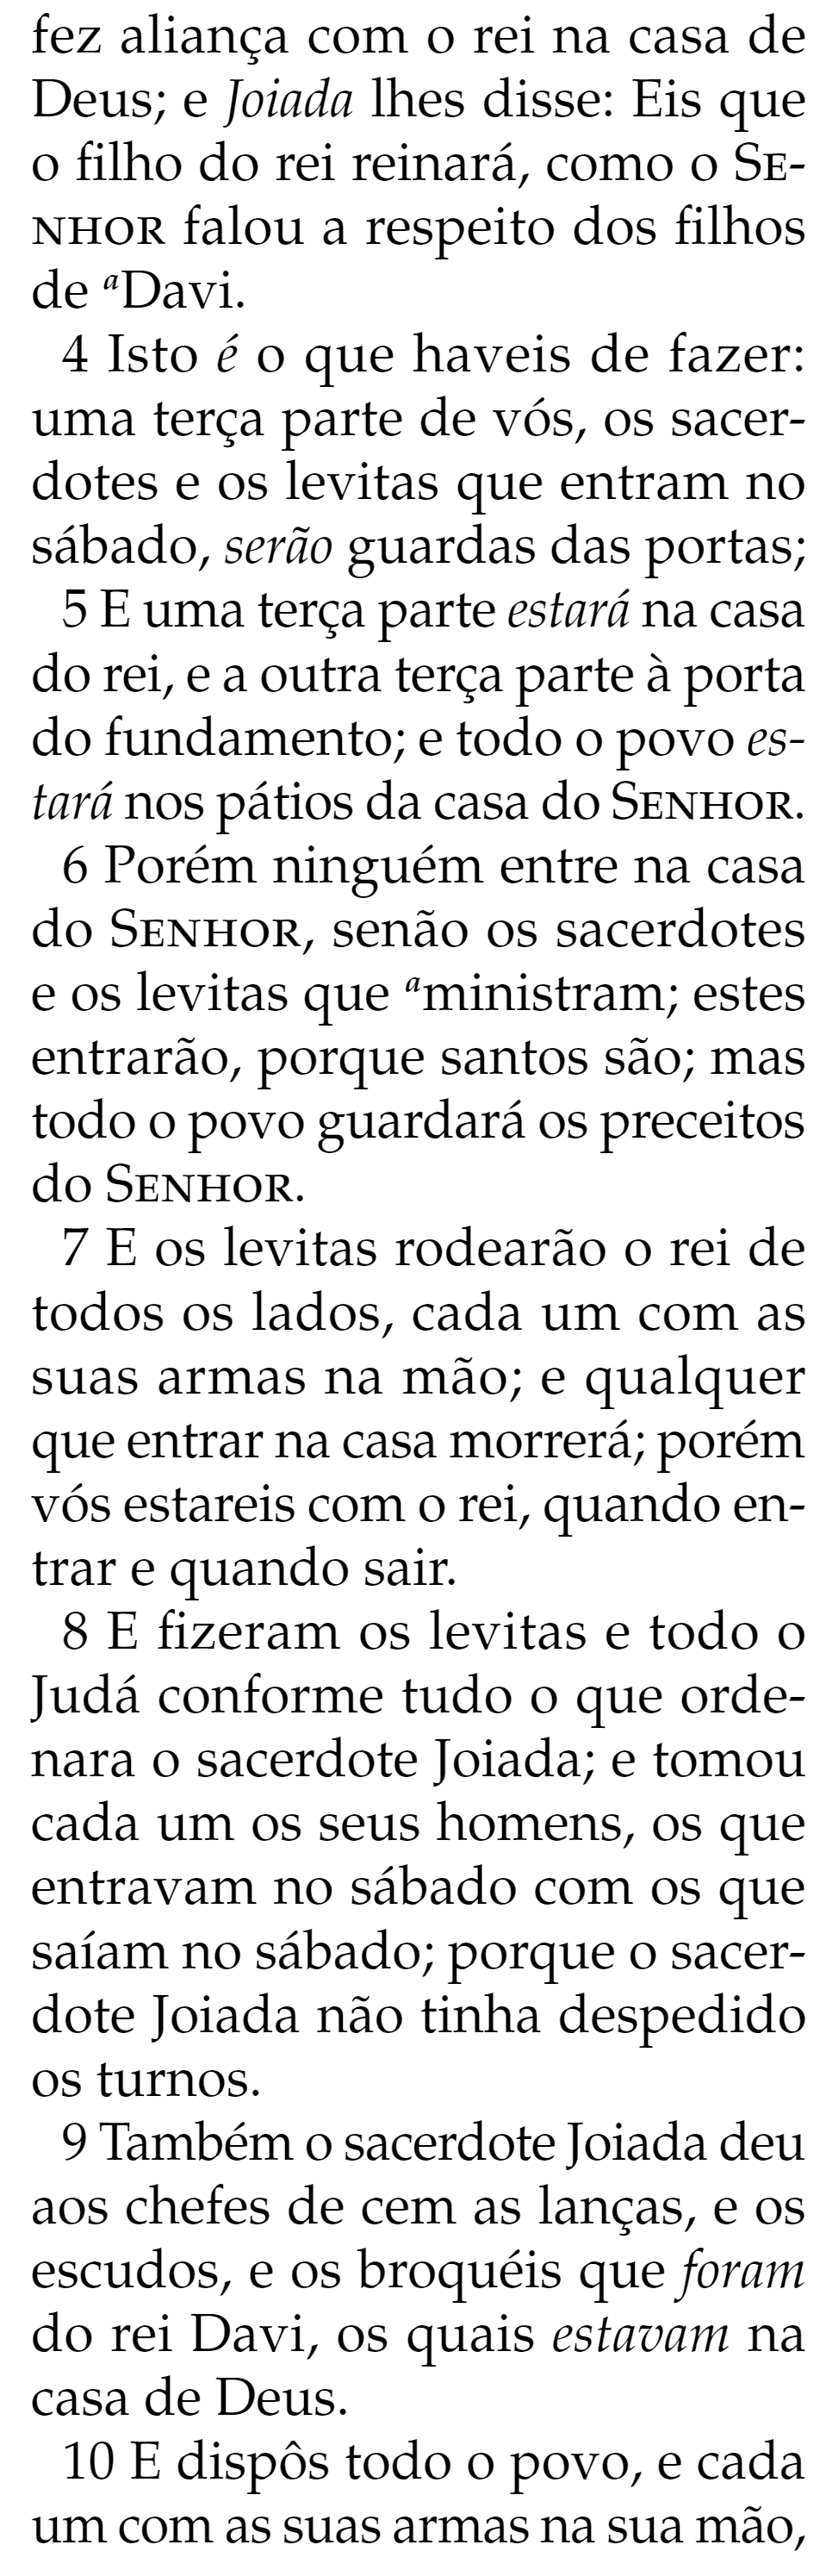 fez aliança com o rei na casa de
Deus; e Joiada lhes disse: Eis que
o filho do rei reinará, como o SE-
NHOR falou a respeito dos filhos
de ᵃDavi.
4 Isto é o que haveis de fazer:
uma terça parte de vós, os sacer-
dotes e os levitas que entram no
sábado, serão guardas das portas;
5 E uma terça parte estará na casa
do rei, e a outra terça parte à porta
do fundamento; e todo o povo es-
tará nos pátios da casa do SENHOR.
6 Porém ninguém entre na casa
do SENHOR, senão os sacerdotes
e os levitas que ᵃministram; estes
entrarão, porque santos são; mas
todo o povo guardará os preceitos
do SENHOR.
7 E os levitas rodearão o rei de
todos os lados, cada um com as
suas armas na mão; e qualquer
que entrar na casa morrerá; porém
vós estareis com o rei, quando en-
trar e quando sair.
8 E fizeram os levitas e todo o
Judá conforme tudo o que orde-
nara o sacerdote Joiada; e tomou
cada um os seus homens, os que
entravam no sábado com os que
saíam no sábado; porque o sacer-
dote Joiada não tinha despedido
os turnos.
9 Também o sacerdote Joiada deu
aos chefes de cem as lanças, e os
escudos, e os broquéis que foram
do rei Davi, os quais estavam na
casa de Deus.
10 E dispôs todo o povo, e cada
um com as suas armas na sua mão,